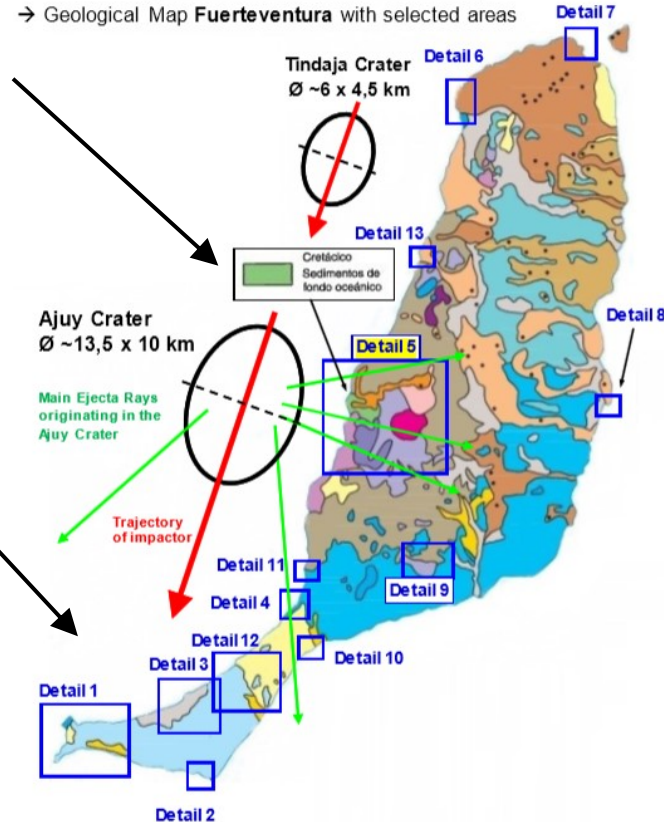 → Geological Map Fuerteventura with selected areas
Detail 7
Detail 6
Tindaja Crater
Ø ~6 x 4,5 km
Detail 13
Cretácico
Sedimentos de
fondo oceánico
Ajuy Crater
Ø ~13,5 x 10 km
Detail 8
Detail 5
Main Ejecta Rays
originating in the
Ajuy Crater
Trajectory
of impactor
Detail 11
Detail 4
Detail 9
Detail 12
Detail 10
Detail 3
Detail 1
Detail 2